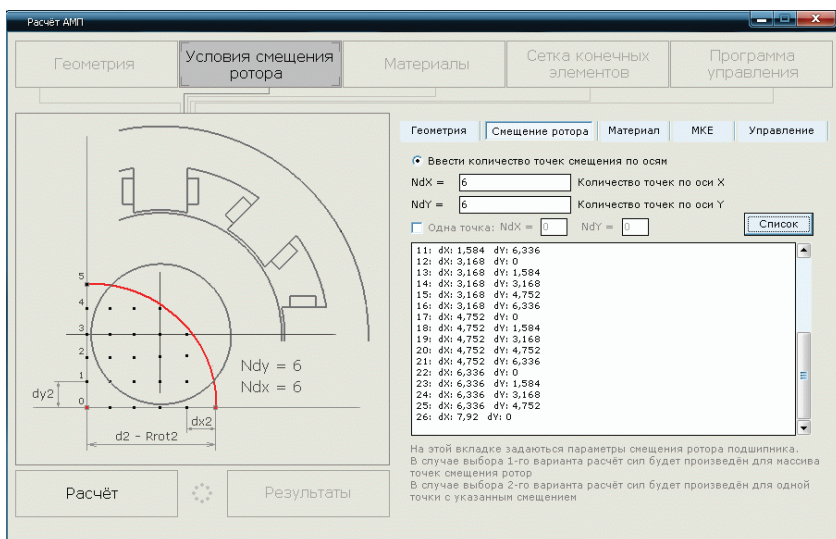 Расчёт АМП
Геометрия
Условия смещения
ротора
Материалы
Сетка конечных
элементов
Программа
управления
Геометрия
Смещение ротора
Материал
МКЕ
Управление
Ввести количество точек смещения по осям
NdX = 6 Количество точек по оси X
NdY = 6 Количество точек по оси Y
Одна точка: NdX = 0 NdY = 0
Список
11: dX: 1,584 dY: 6,336
12: dX: 3,168 dY: 0
13: dX: 3,168 dY: 1,584
14: dX: 3,168 dY: 3,168
15: dX: 3,168 dY: 4,752
16: dX: 3,168 dY: 6,336
17: dX: 4,752 dY: 0
18: dX: 4,752 dY: 1,584
19: dX: 4,752 dY: 3,168
20: dX: 4,752 dY: 4,752
21: dX: 4,752 dY: 6,336
22: dX: 6,336 dY: 0
23: dX: 6,336 dY: 1,584
24: dX: 6,336 dY: 3,168
25: dX: 6,336 dY: 4,752
26: dX: 7,92 dY: 0
5
4
3
2
1
0
dy2
dx2
d2 - Rrot2
Ndy = 6
Ndx = 6
На этой вкладке задаються параметры смещения ротора подшипника.
В случае выбора 1-го варианта расчёт сил будет произведён для массива
точек смещения ротор
В случае выбора 2-го варианта расчёт сил будет произведён для одной
точки с указанным смещением
Расчёт
Результаты